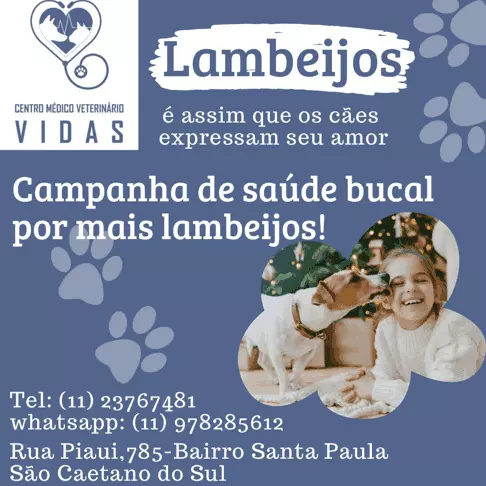 CENTRO MÉDICO VETERINÁRIO
VIDAS
Lambeijos
é assim que os cães
expressam seu amor
Campanha de saúde bucal
por mais lambeijos!
Tel: (11) 23767481
whatsapp: (11) 978285612
Rua Piaui,785-Bairro Santa Paula
São Caetano do Sul